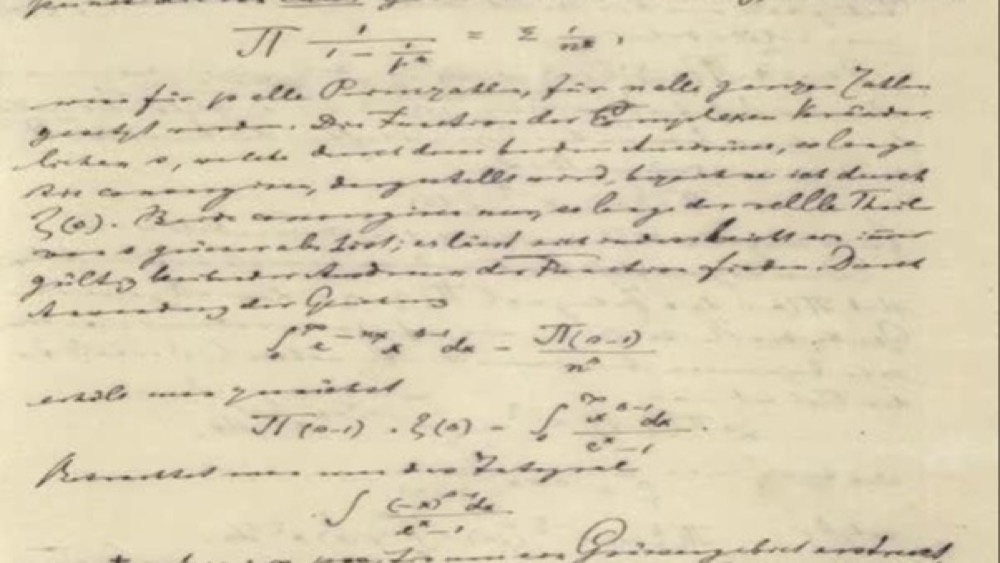 ∏ 1/(1 − 1/p^s) = Σ 1/n^s,
wenn für p alle Primzahlen, für n alle ganzen Zahlen
gesetzt werden. Die Function der complexen Veränder-
lichen s, welche durch diese beiden Ausdrücke, so lange
sie convergiren, dargestellt wird, bezeichne ich durch
ζ(s). Beide convergiren nur, so lange der reelle Theil
von s grösser als 1 ist; es lässt sich indess leicht ein immer
gültig bleibender Ausdruck der Function finden. Durch
Anwendung der Gleichung
∫₀^∞ e^(−nx) x^(s−1) dx = ∏(s−1)/n^s
erhält man zunächst
∏(s−1) . ζ(s) = ∫₀^∞ x^(s−1) dx/(e^x − 1) .
Betrachtet man nun das Integral
∫ (−x)^(s−1) dx/(e^x − 1)